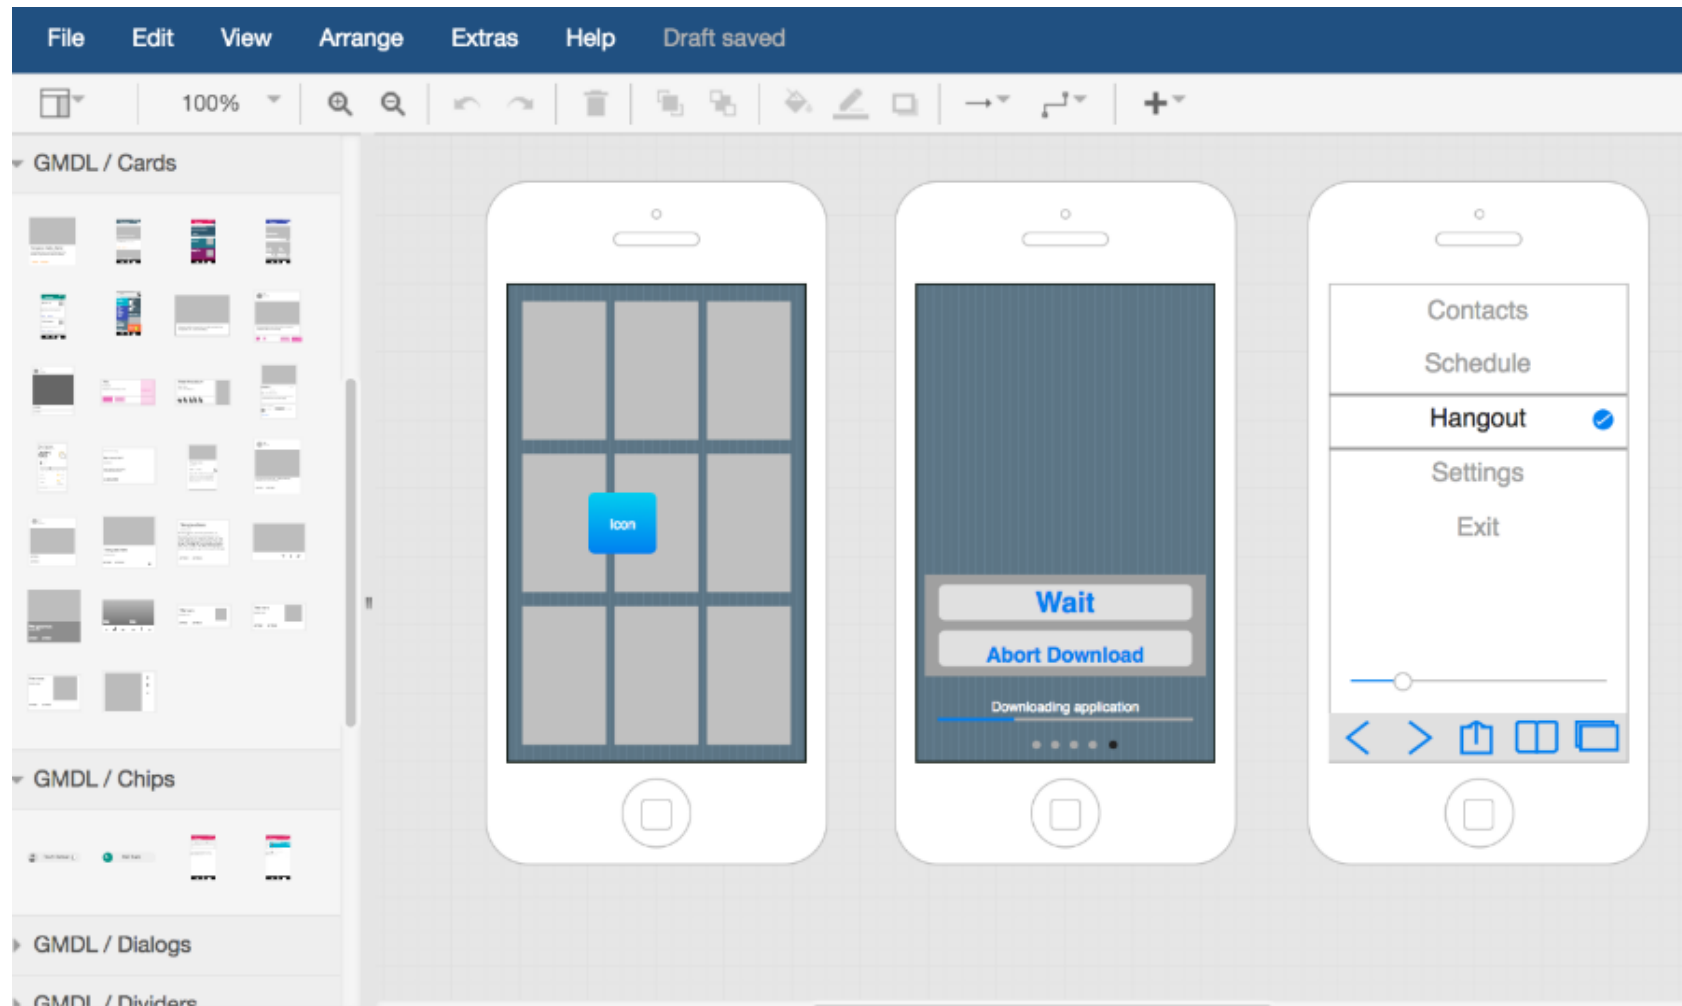 File Edit View Arrange Extras Help Draft saved
100%
GMDL / Cards
GMDL / Chips
GMDL / Dialogs
GMDL / Dividers
Icon
Wait
Abort Download
Downloading application
Contacts
Schedule
Hangout
Settings
Exit